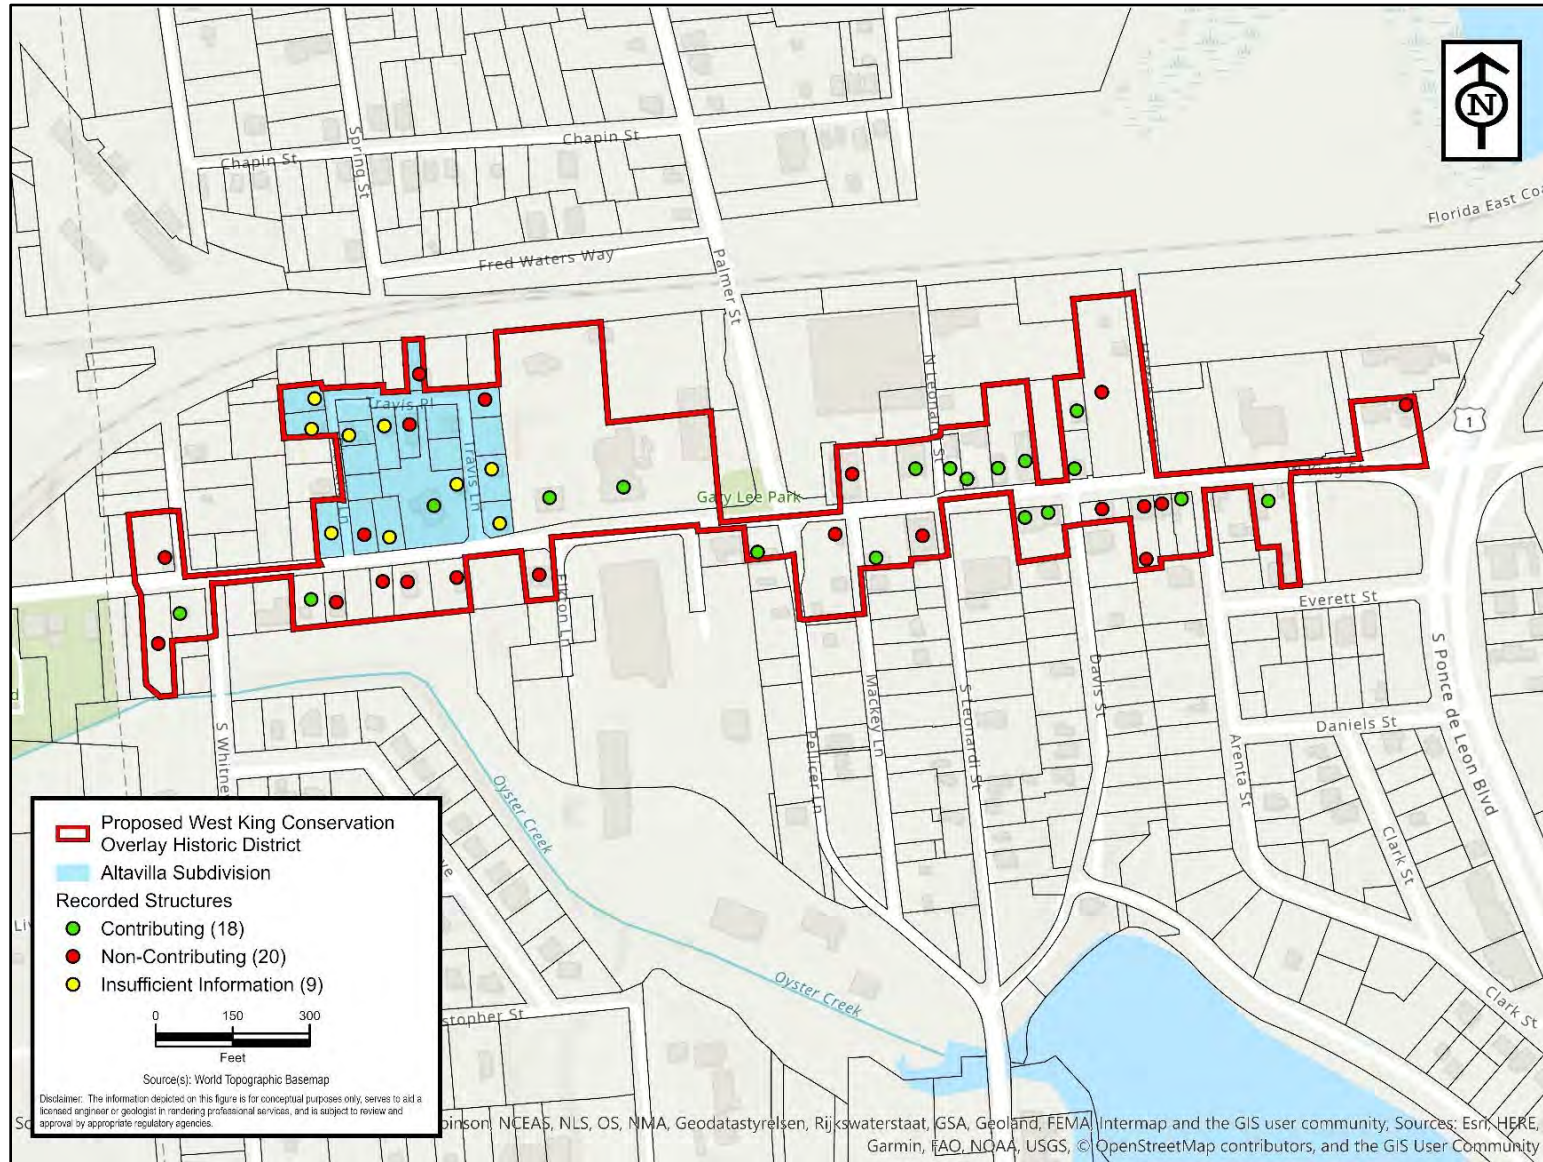 N
Chapin St
Chapin St
Spring St
Florida East Coa
Fred Waters Way
Palmer St
N Leonardi St
1
Travis Pl
Travis Ln
Ln
Gary Lee Park
King St
Elkton Ln
Everett St
S Ponce de Leon Blvd
Davis St
Mackey Ln
S Leonardi St
Pellicer Ln
Arenta St
Daniels St
S Whitney
Oyster Creek
Clark St
Oyster Creek
Clark St
d
Proposed West King Conservation
Overlay Historic District
Altavilla Subdivision
Recorded Structures
Contributing (18)
Non-Contributing (20)
Insufficient Information (9)
0 150 300
Feet
Source(s): World Topographic Basemap
Disclaimer: The information depicted on this figure is for conceptual purposes only, serves to aid a
licensed engineer or geologist in rendering professional services, and is subject to review and
approval by appropriate regulatory agencies.
stopher St
binson, NCEAS, NLS, OS, NMA, Geodatastyrelsen, Rijkswaterstaat, GSA, Geoland, FEMA, Intermap and the GIS user community, Sources: Esri, HERE,
Garmin, FAO, NOAA, USGS, © OpenStreetMap contributors, and the GIS User Community